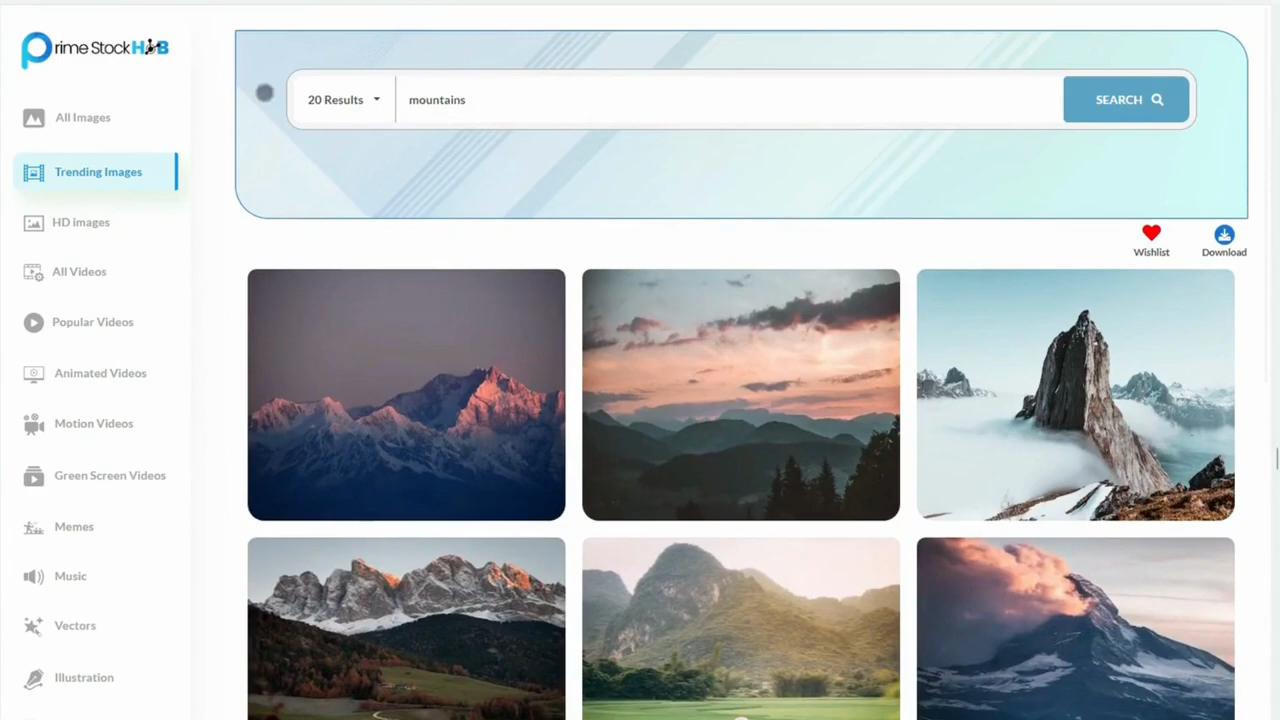 Prime Stock HUB
All Images
Trending Images
HD images
All Videos
Popular Videos
Animated Videos
Motion Videos
Green Screen Videos
Memes
Music
Vectors
Illustration
20 Results
mountains
SEARCH
Wishlist
Download